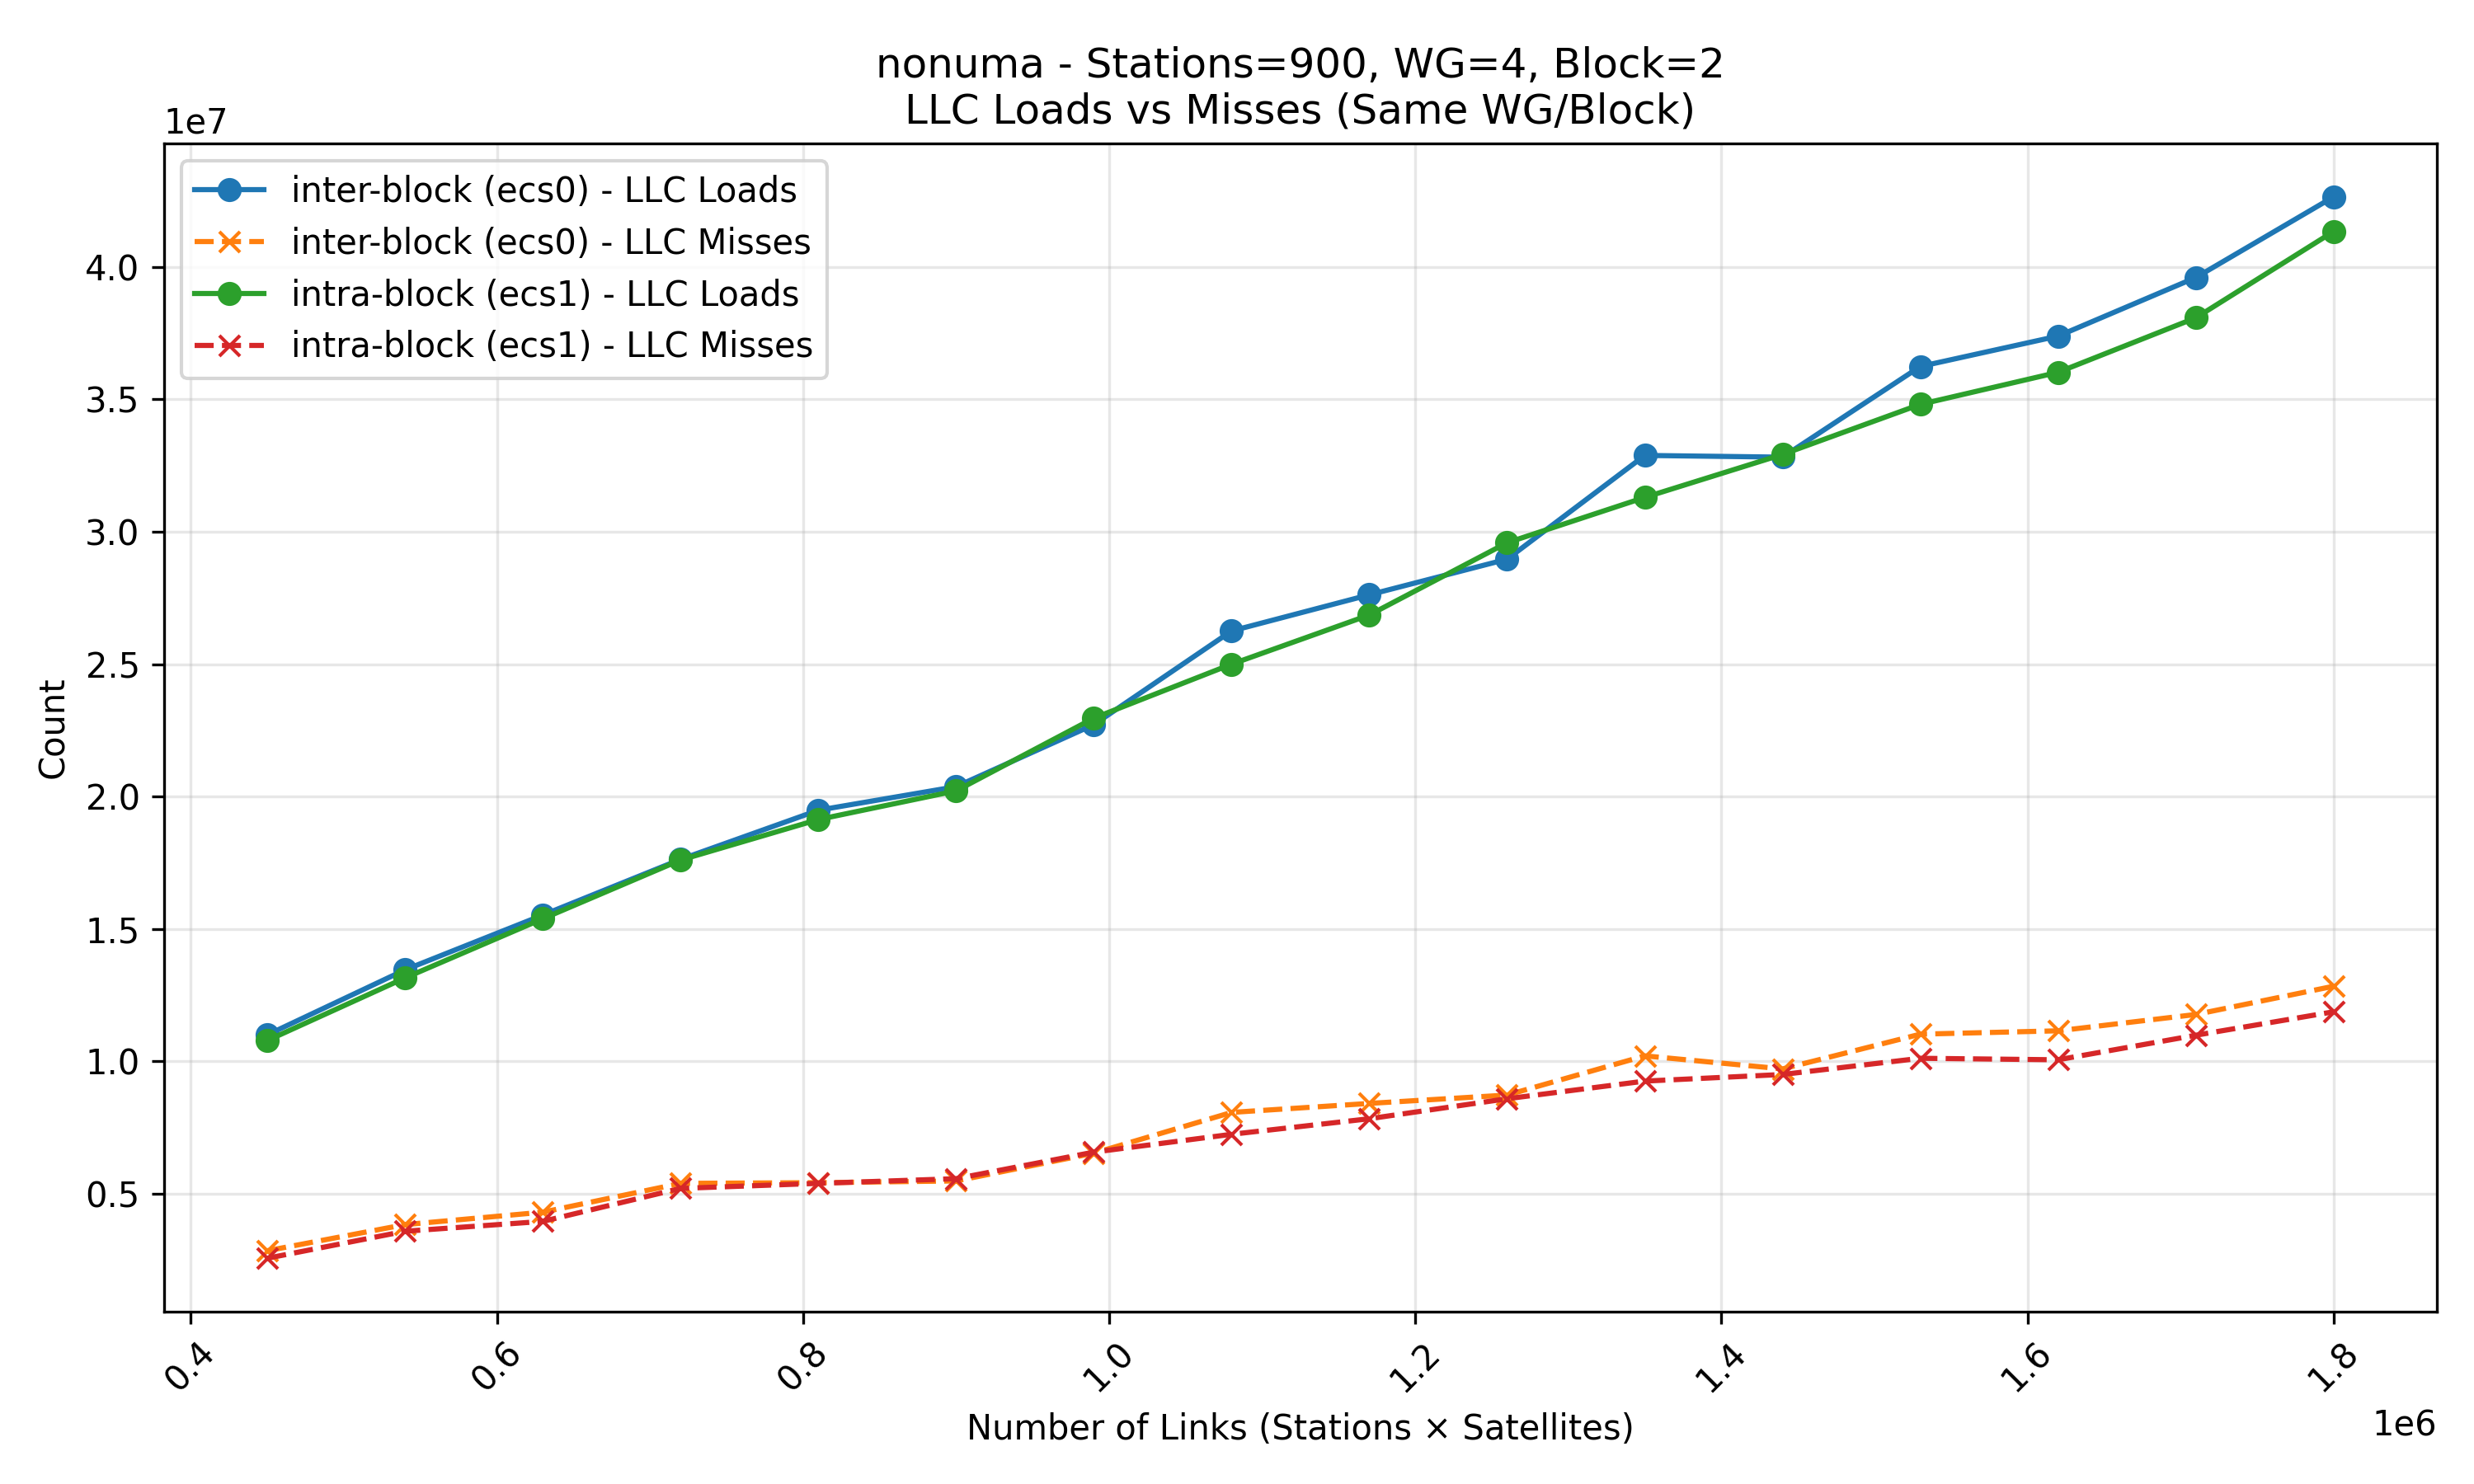 nonuma - Stations=900, WG=4, Block=2
LLC Loads vs Misses (Same WG/Block)
1e7
inter-block (ecs0) - LLC Loads
inter-block (ecs0) - LLC Misses
intra-block (ecs1) - LLC Loads
intra-block (ecs1) - LLC Misses
Count
4.0
3.5
3.0
2.5
2.0
1.5
1.0
0.5
0.4 0.6 0.8 1.0 1.2 1.4 1.6 1.8
1e6
Number of Links (Stations × Satellites)